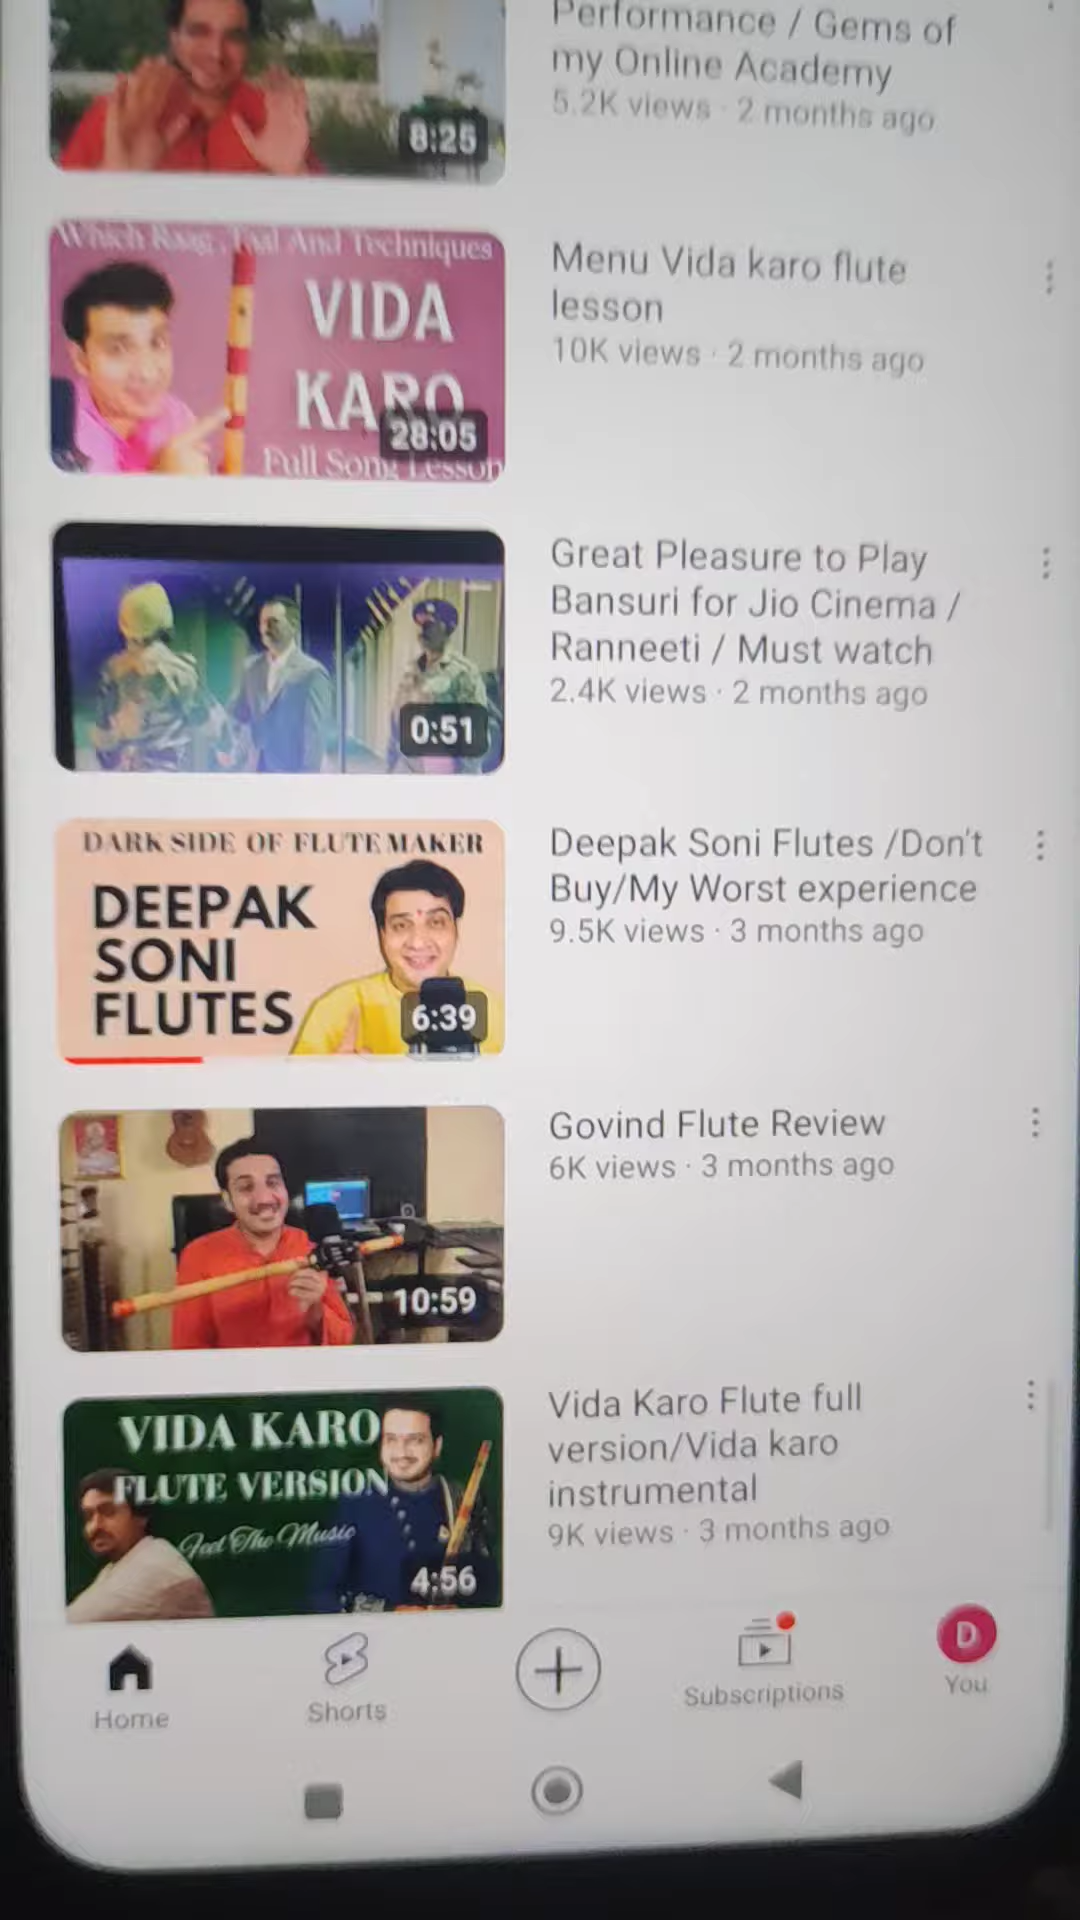 Performance / Gems of
my Online Academy
5.2K views · 2 months ago
8:25
Which Raag , Taal And Techniques
VIDA
KARO
28:05
Full Song Lesson
Menu Vida karo flute
lesson
10K views · 2 months ago
Great Pleasure to Play
Bansuri for Jio Cinema /
Ranneeti / Must watch
2.4K views · 2 months ago
0:51
DARK SIDE OF FLUTE MAKER
DEEPAK
SONI
FLUTES
6:39
Deepak Soni Flutes /Don't
Buy/My Worst experience
9.5K views · 3 months ago
Govind Flute Review
6K views · 3 months ago
10:59
VIDA KARO
FLUTE VERSION
Feel The Music
4:56
Vida Karo Flute full
version/Vida karo
instrumental
9K views · 3 months ago
Home
Shorts
Subscriptions
D
You